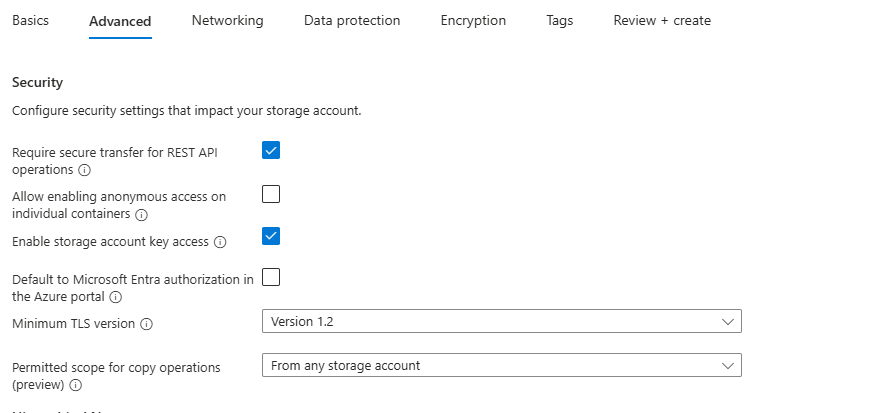 Basics Advanced Networking Data protection Encryption Tags Review + create
Security
Configure security settings that impact your storage account.
Require secure transfer for REST API
operations
Allow enabling anonymous access on
individual containers
Enable storage account key access
Default to Microsoft Entra authorization in
the Azure portal
Minimum TLS version
Version 1.2
Permitted scope for copy operations
(preview)
From any storage account